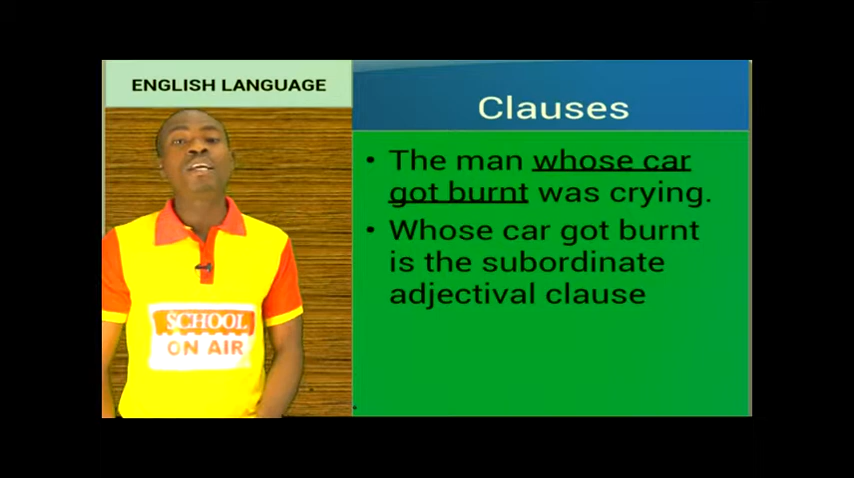 ENGLISH LANGUAGE
Clauses
• The man whose car
got burnt was crying.
• Whose car got burnt
is the subordinate
adjectival clause
SCHOOL
ON AIR